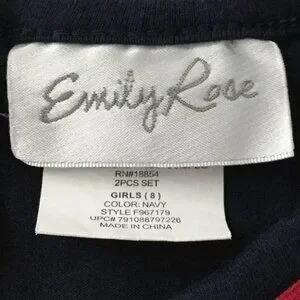 Emily Rose
RN#18854
2PCS SET
GIRLS ( 8 )
COLOR: NAVY
STYLE F967179
UPC# 791088797226
MADE IN CHINA